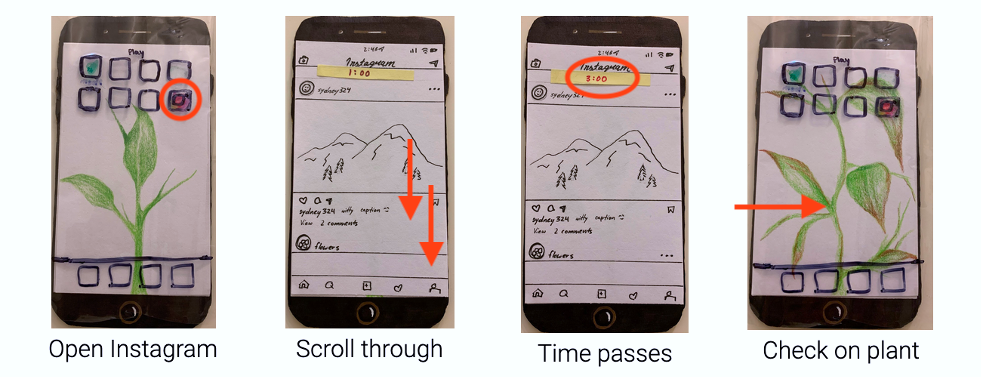 Play
2:48
Instagram
1:00
sydney324
sydney324 witty caption
View 2 comments
flowers
2:48
Instagram
3:00
sydney324
sydney324 witty caption
View 2 comments
flowers
Play
Open Instagram
Scroll through
Time passes
Check on plant